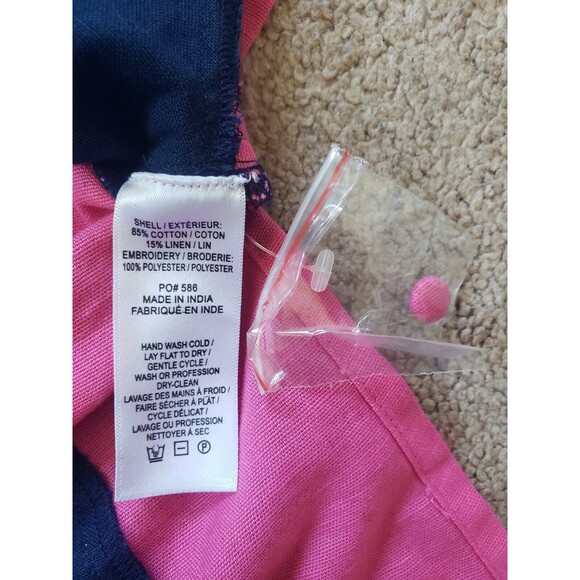 SHELL / EXTÉRIEUR:
85% COTTON / COTON
15% LINEN / LIN
EMBROIDERY / BRODERIE:
100% POLYESTER / POLYESTER
PO# 586
MADE IN INDIA
FABRIQUÉ EN INDE
HAND WASH COLD /
LAY FLAT TO DRY /
GENTLE CYCLE /
WASH OR PROFESSION
DRY-CLEAN
LAVAGE DES MAINS À FROID /
FAIRE SÉCHER À PLAT /
CYCLE DÉLICAT /
LAVAGE OU PROFESSION
NETTOYER À SEC
P